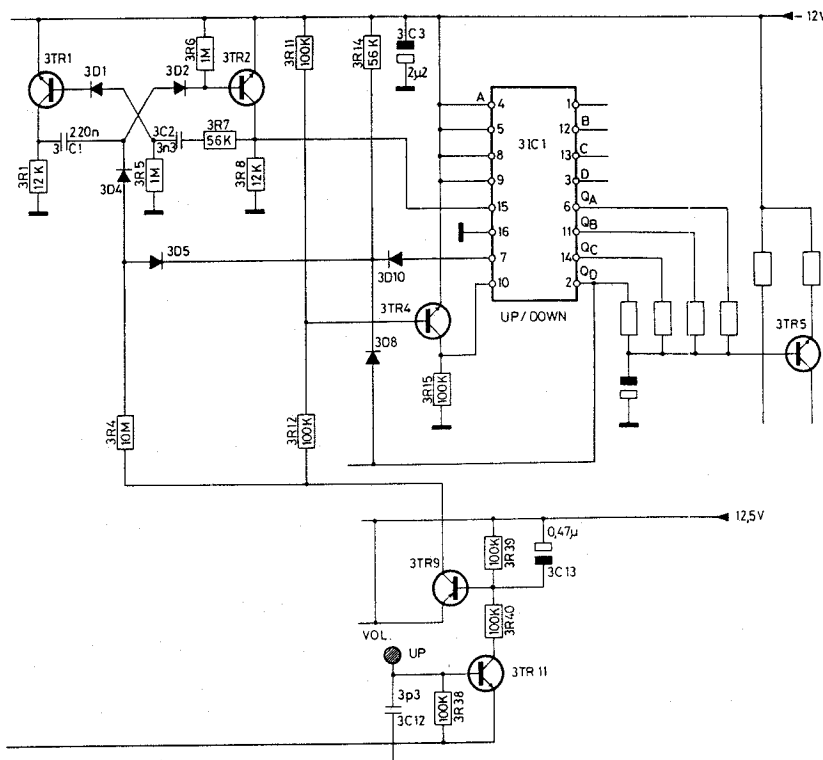 - 12V
3R6
1M
3R11
100K
3R14
56K
3C3
2µ2
3TR1
3D1
3D2
3TR2
A
4
1
5
12
B
3IC1
8
13
C
9
3
D
220n
3C1
3C2
3n3
3R7
56K
3R1
12K
3D4
3R5
1M
3R8
12K
15
6
QA
16
11
QB
3D5
3D10
7
14
QC
10
2
QD
3TR4
UP/DOWN
3TR5
3D8
3R15
100K
3R4
10M
3R12
100K
12,5V
100K
3R39
0,47µ
3C13
3TR9
100K
3R40
VOL.
UP
3TR11
3p3
3C12
100K
3R38